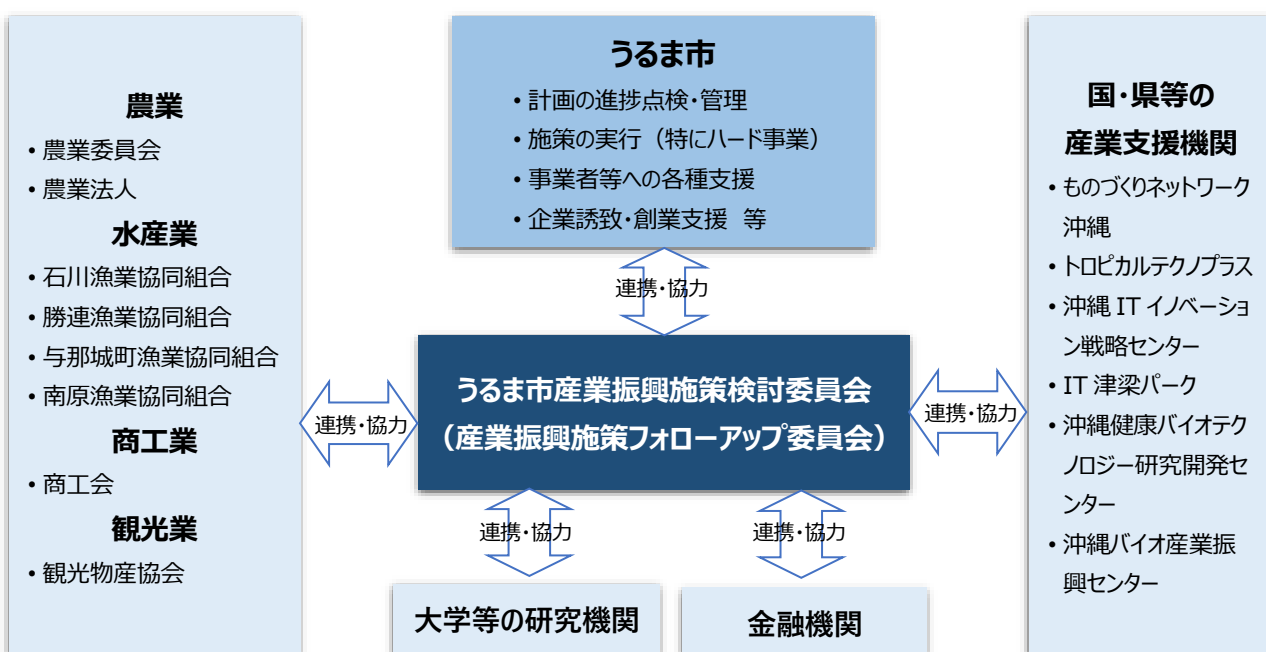 農業
• 農業委員会
• 農業法人
水産業
• 石川漁業協同組合
• 勝連漁業協同組合
• 与那城町漁業協同組合
• 南原漁業協同組合
商工業
• 商工会
観光業
• 観光物産協会
連携・協力
うるま市
• 計画の進捗点検・管理
• 施策の実行（特にハード事業）
• 事業者等への各種支援
• 企業誘致・創業支援 等
連携・協力
うるま市産業振興施策検討委員会
（産業振興施策フォローアップ委員会）
連携・協力
連携・協力
大学等の研究機関
金融機関
連携・協力
国・県等の
産業支援機関
• ものづくりネットワーク
沖縄
• トロピカルテクノプラス
• 沖縄 IT イノベーショ
ン戦略センター
• IT 津梁パーク
• 沖縄健康バイオテク
ノロジー研究開発セ
ンター
• 沖縄バイオ産業振
興センター